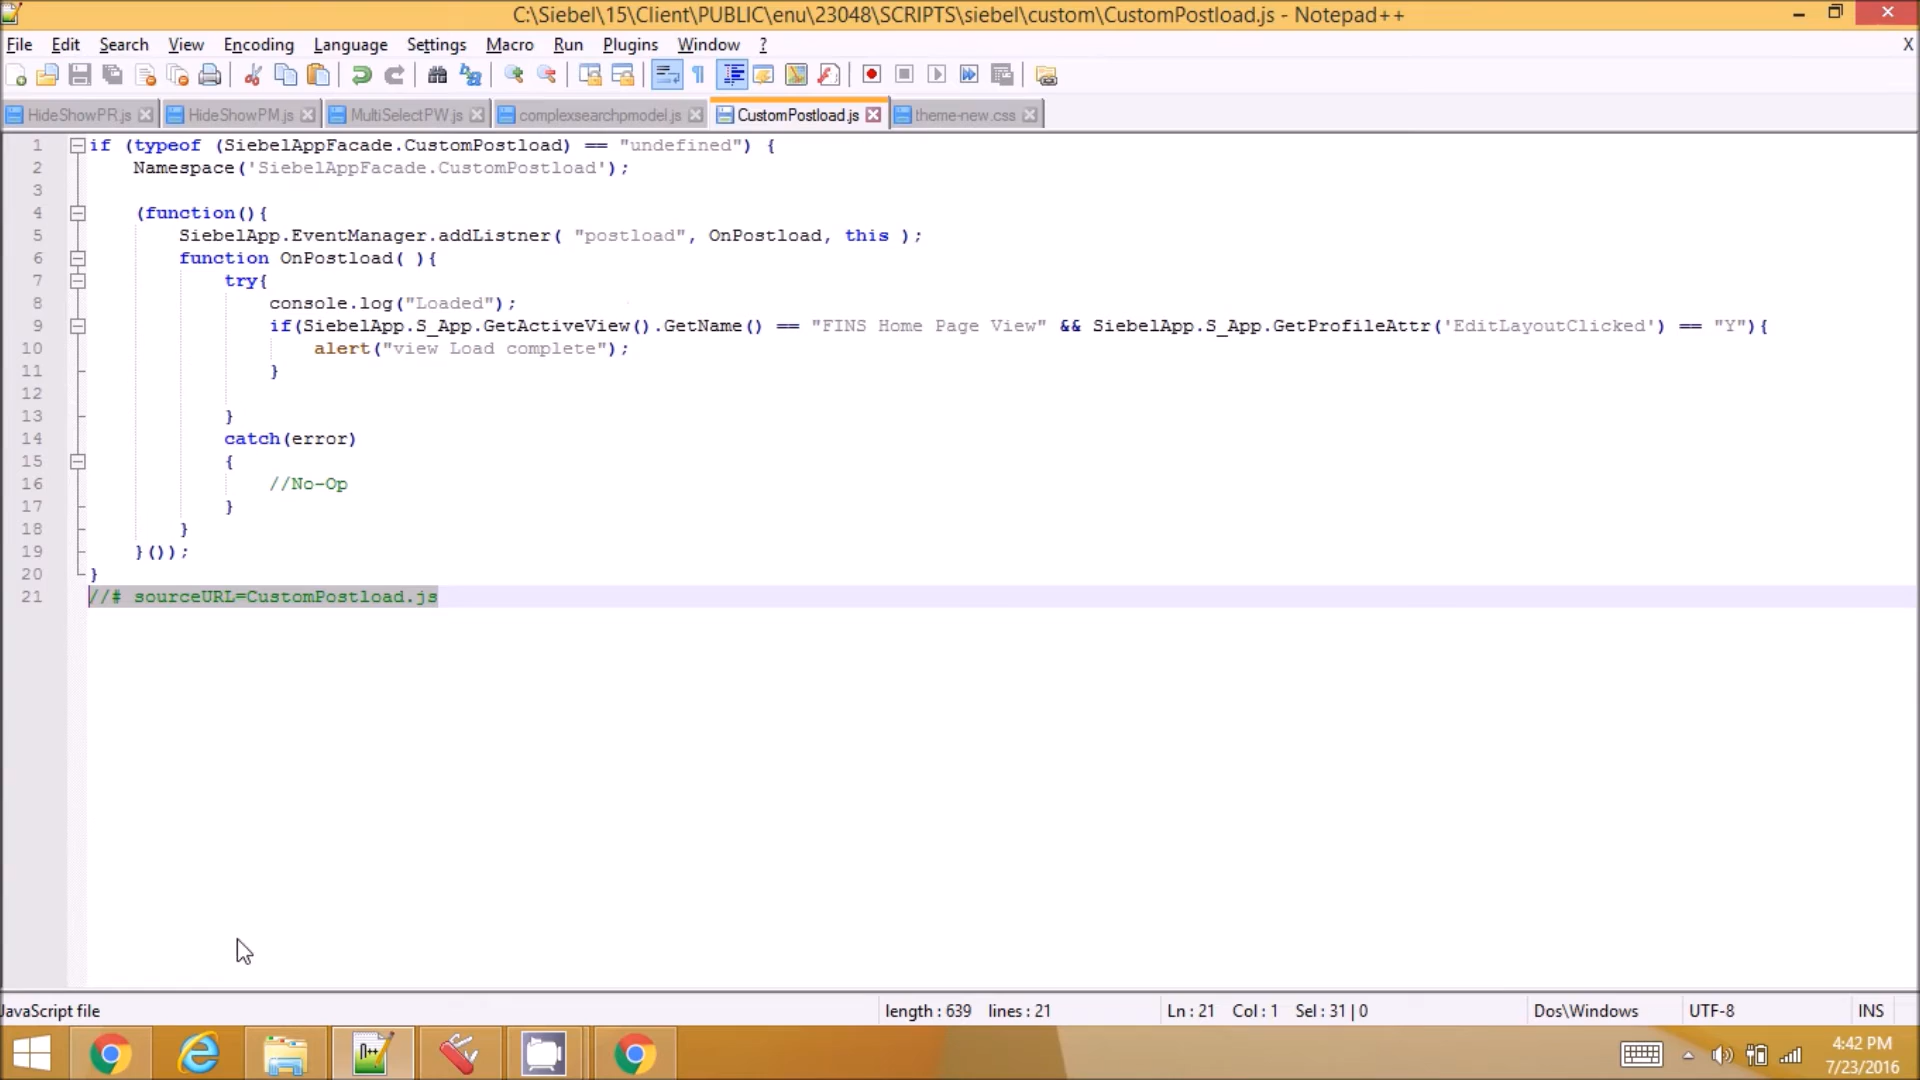 C:\Siebel\15\Client\PUBLIC\enu\23048\SCRIPTS\siebel\custom\CustomPostload.js - Notepad++
File Edit Search View Encoding Language Settings Macro Run Plugins Window ? X
HideShowPR.js HideShowPM.js MultiSelectPW.js complexsearchpmodel.js CustomPostload.js theme-new.css
1 if (typeof (SiebelAppFacade.CustomPostload) == "undefined") {
2 Namespace('SiebelAppFacade.CustomPostload');
3
4 (function(){
5 SiebelApp.EventManager.addListner( "postload", OnPostload, this );
6 function OnPostload( ){
7 try{
8 console.log("Loaded");
9 if(SiebelApp.S_App.GetActiveView().GetName() == "FINS Home Page View" && SiebelApp.S_App.GetProfileAttr('EditLayoutClicked') == "Y"){
10 alert("view Load complete");
11 }
12
13 }
14 catch(error)
15 {
16 //No-Op
17 }
18 }
19 }());
20 }
21 //# sourceURL=CustomPostload.js
JavaScript file length : 639 lines : 21 Ln : 21 Col : 1 Sel : 31 | 0 Dos\Windows UTF-8 INS
4:42 PM
7/23/2016